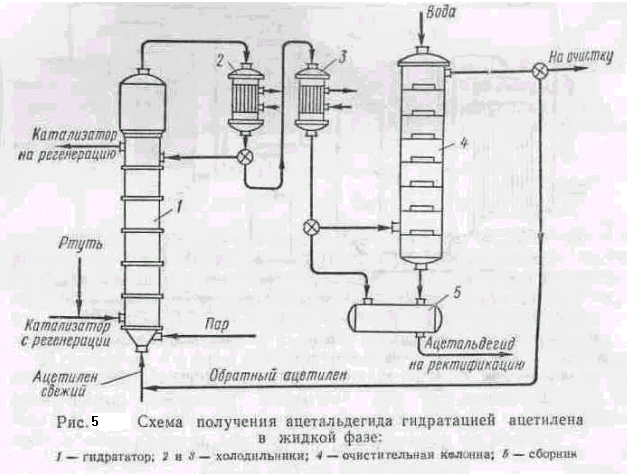 Вода
На очистку
2
3
Катализатор
на регенерацию
4
1
Ртуть
Катализатор
с регенерации
Пар
5
Ацетальдегид
на ректификацию
Ацетилен
свежий
Обратный ацетилен
Рис. 5 Схема получения ацетальдегида гидратацией ацетилена
в жидкой фазе:
1 — гидрататор; 2 и 3 — холодильники; 4 — очистительная колонна; 5 — сборник